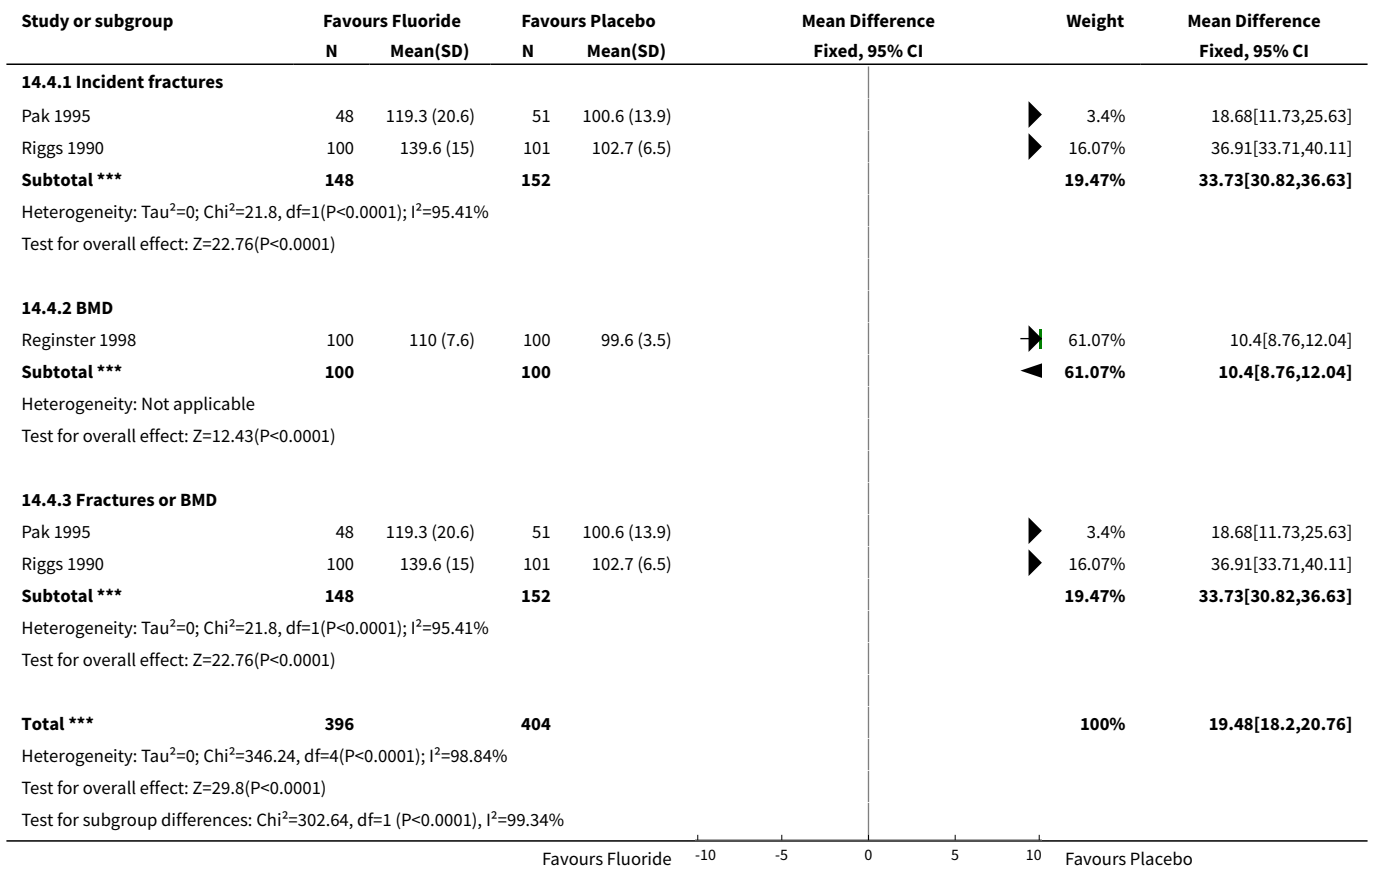 Study or subgroup Favours Fluoride Favours Placebo Mean Difference Weight Mean Difference
N Mean(SD) N Mean(SD) Fixed, 95% CI Fixed, 95% CI
14.4.1 Incident fractures
Pak 1995 48 119.3 (20.6) 51 100.6 (13.9) 3.4% 18.68[11.73,25.63]
Riggs 1990 100 139.6 (15) 101 102.7 (6.5) 16.07% 36.91[33.71,40.11]
Subtotal *** 148 152 19.47% 33.73[30.82,36.63]
Heterogeneity: Tau²=0; Chi²=21.8, df=1(P<0.0001); I²=95.41%
Test for overall effect: Z=22.76(P<0.0001)
14.4.2 BMD
Reginster 1998 100 110 (7.6) 100 99.6 (3.5) 61.07% 10.4[8.76,12.04]
Subtotal *** 100 100 61.07% 10.4[8.76,12.04]
Heterogeneity: Not applicable
Test for overall effect: Z=12.43(P<0.0001)
14.4.3 Fractures or BMD
Pak 1995 48 119.3 (20.6) 51 100.6 (13.9) 3.4% 18.68[11.73,25.63]
Riggs 1990 100 139.6 (15) 101 102.7 (6.5) 16.07% 36.91[33.71,40.11]
Subtotal *** 148 152 19.47% 33.73[30.82,36.63]
Heterogeneity: Tau²=0; Chi²=21.8, df=1(P<0.0001); I²=95.41%
Test for overall effect: Z=22.76(P<0.0001)
Total *** 396 404 100% 19.48[18.2,20.76]
Heterogeneity: Tau²=0; Chi²=346.24, df=4(P<0.0001); I²=98.84%
Test for overall effect: Z=29.8(P<0.0001)
Test for subgroup differences: Chi²=302.64, df=1 (P<0.0001), I²=99.34%
Favours Fluoride -10 -5 0 5 10 Favours Placebo